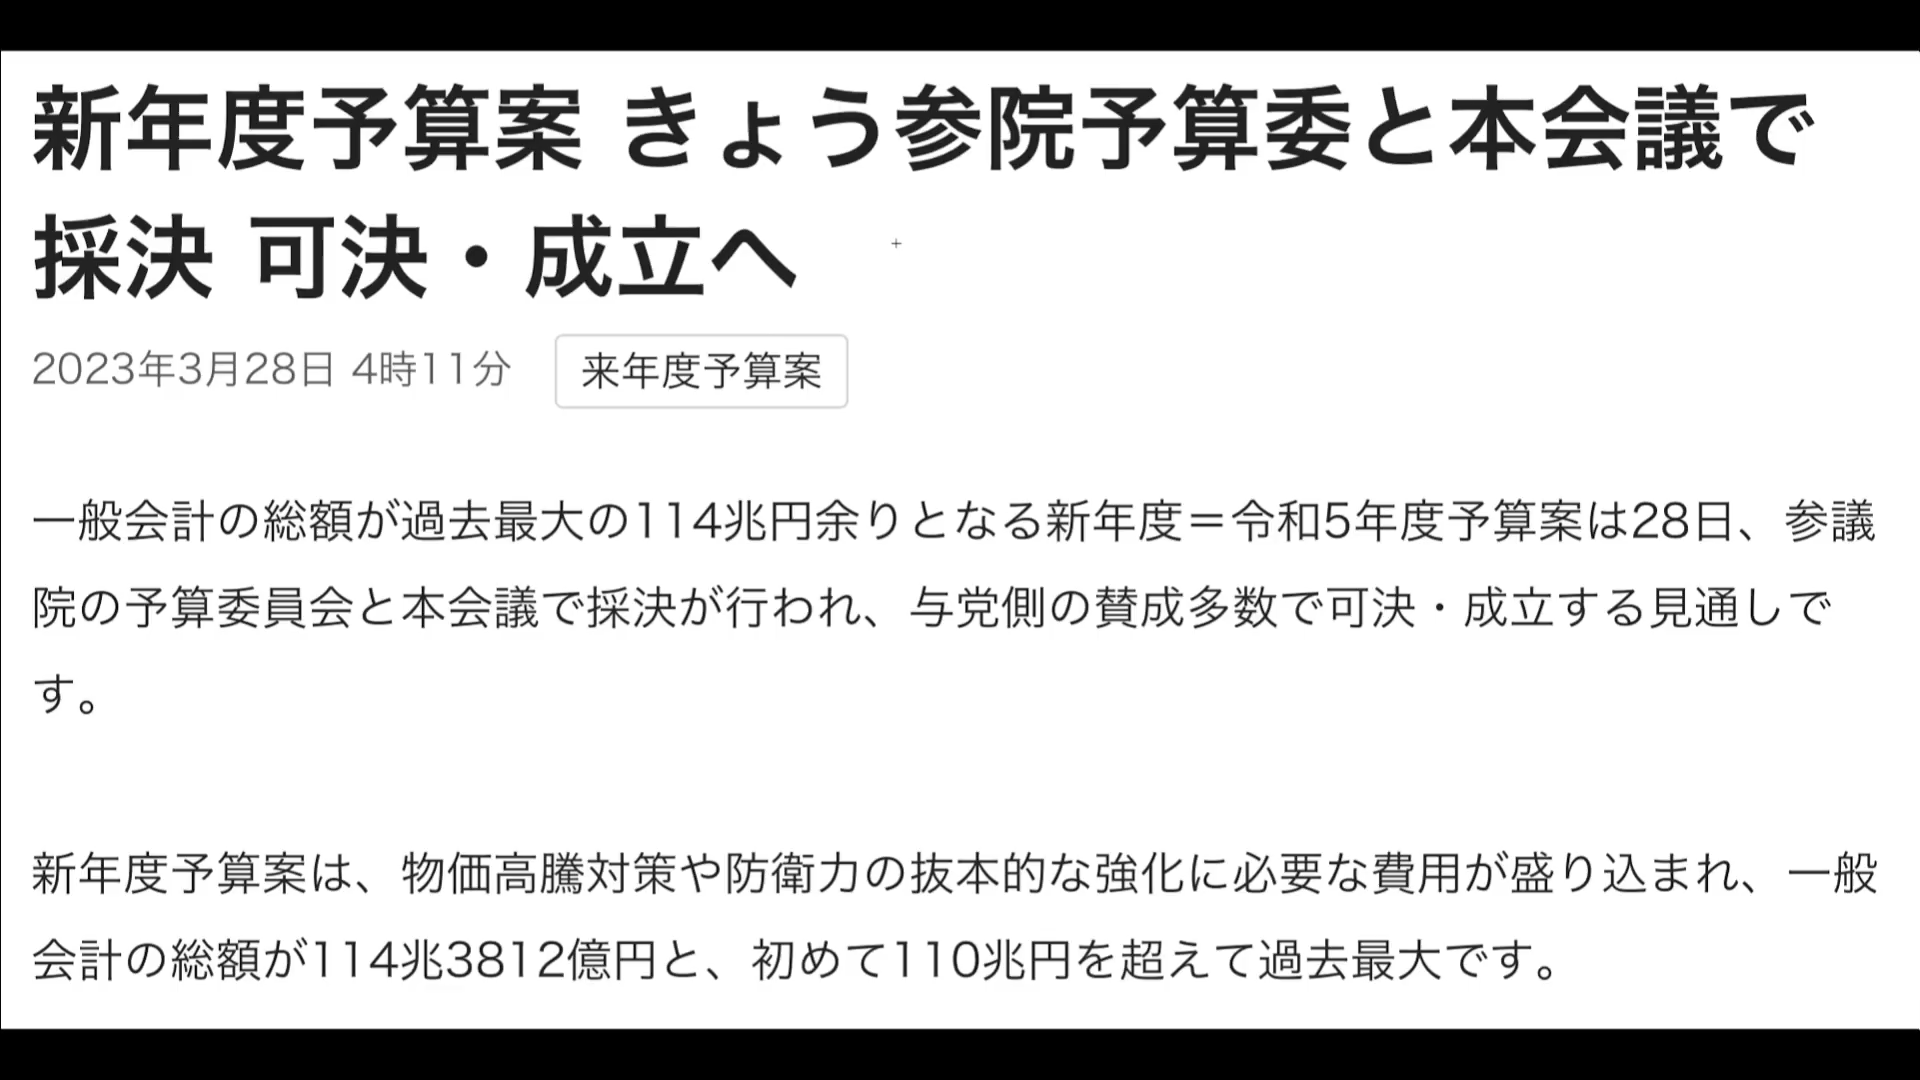 新年度予算案 きょう参院予算委と本会議で
採決 可決・成立へ
2023年3月28日 4時11分 来年度予算案
一般会計の総額が過去最大の114兆円余りとなる新年度＝令和5年度予算案は28日、参議
院の予算委員会と本会議で採決が行われ、与党側の賛成多数で可決・成立する見通しで
す。
新年度予算案は、物価高騰対策や防衛力の抜本的な強化に必要な費用が盛り込まれ、一般
会計の総額が114兆3812億円と、初めて110兆円を超えて過去最大です。